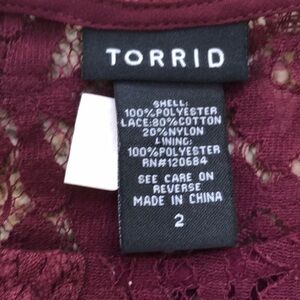 TORRID
SHELL:
100%POLYESTER
LACE:80%COTTON
20%NYLON
LINING:
100%POLYESTER
RN#120684
SEE CARE ON
REVERSE
MADE IN CHINA
2